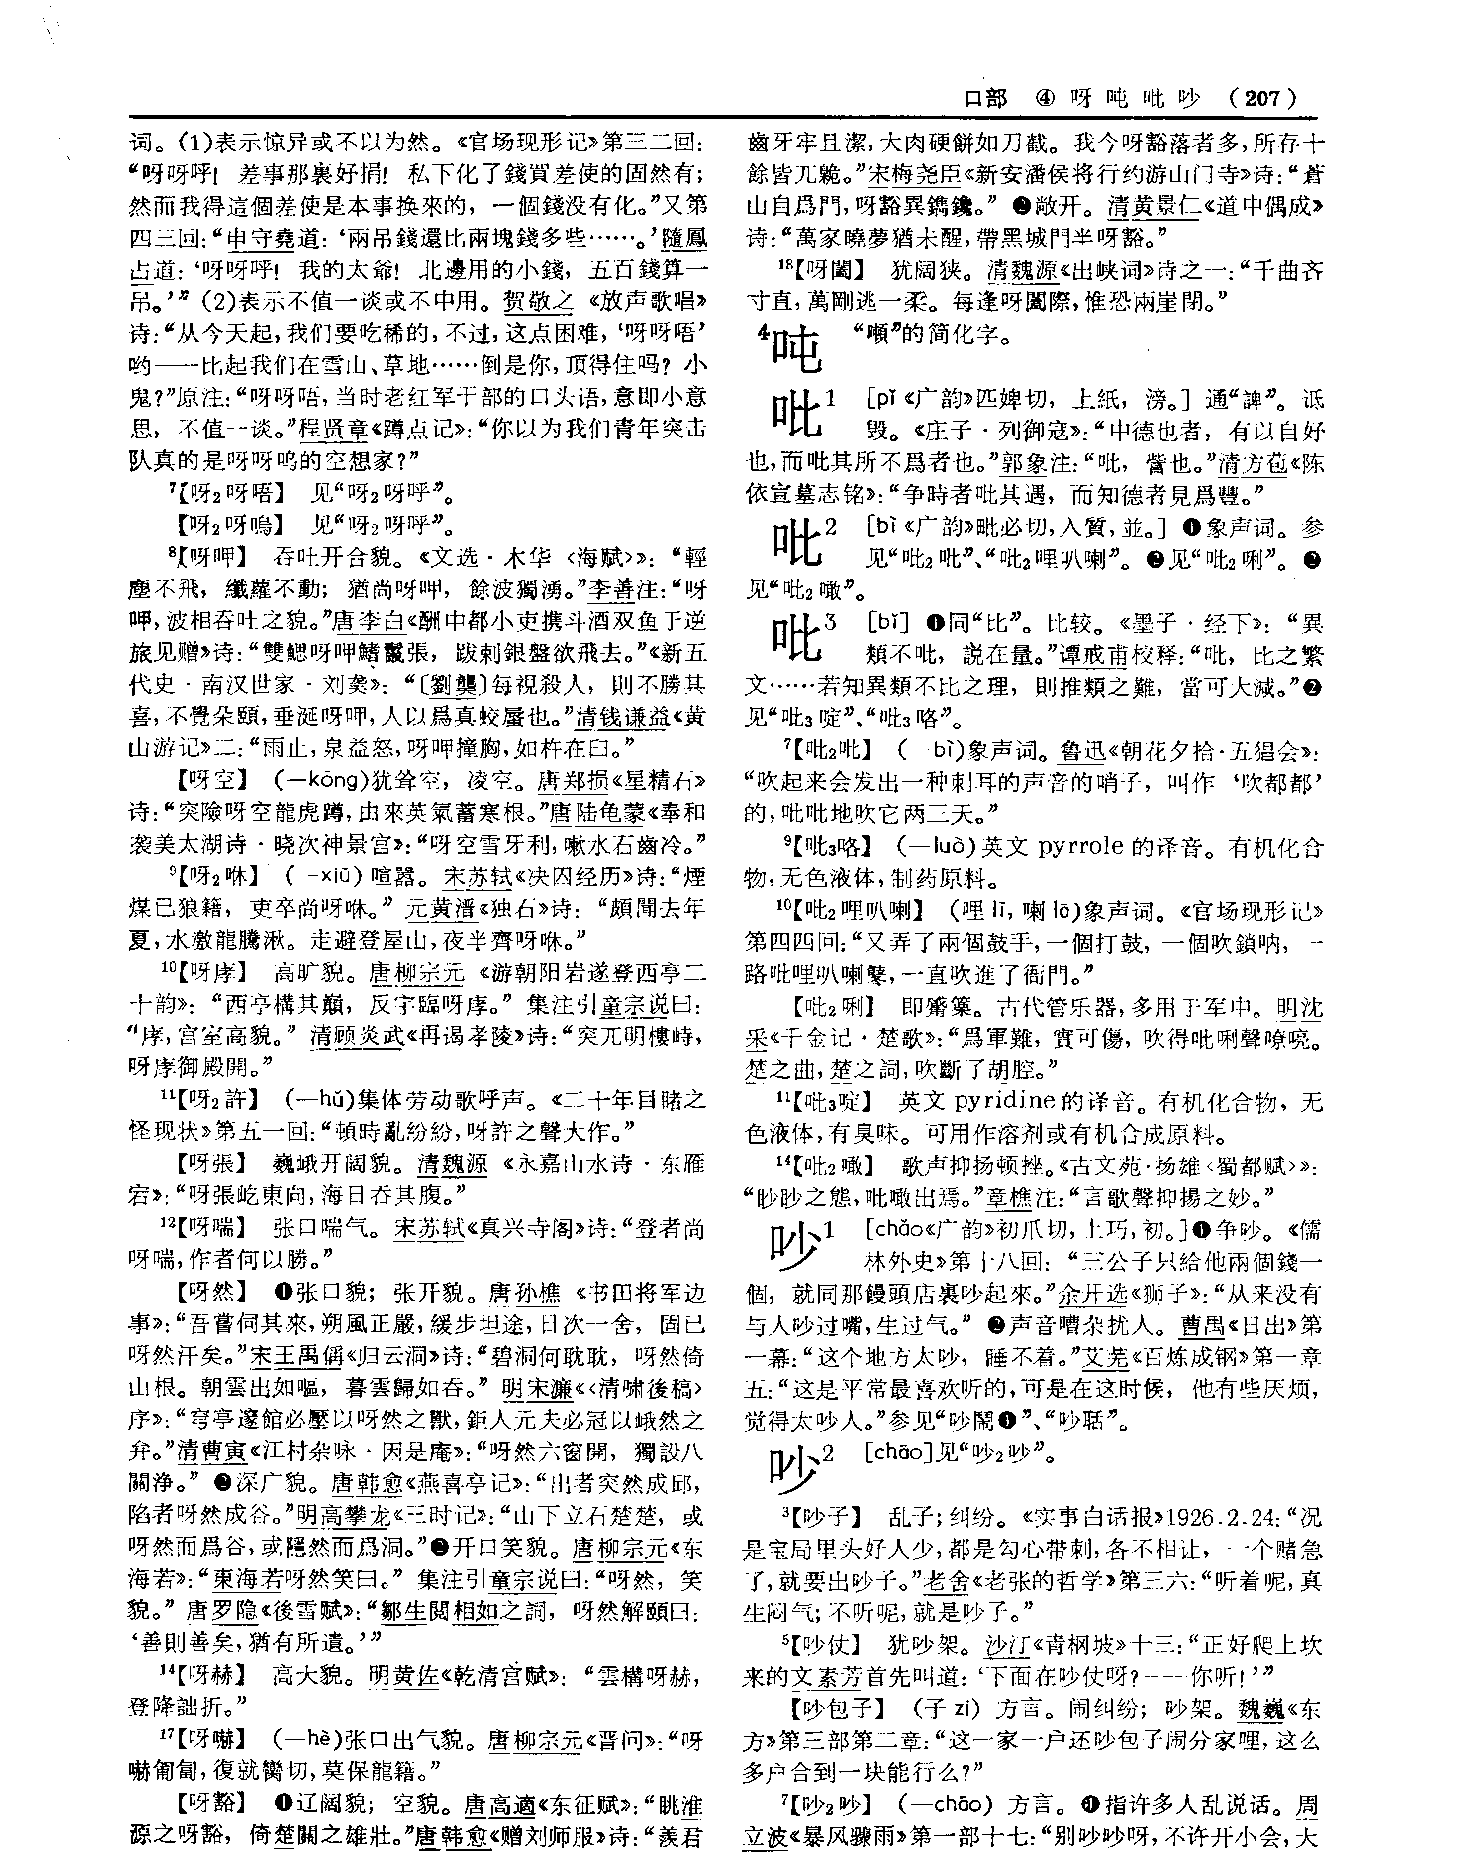 口部 ④ 呀吨吡吵 (207)
词。(1)表示惊异或不以为然。《官场现形记》第三二回:
“呀呀呼! 差事那裏好捐! 私下化了錢買差使的固然有;
然而我得這個差使是本事换來的, 一個錢没有化。”又第
四三回:“申守堯道: ‘兩吊錢還比兩塊錢多些……。’隨鳳
占道: ‘呀呀呼! 我的太爺! 北邊用的小錢, 五百錢算一
吊。’” (2)表示不值一谈或不中用。贺敬之《放声歌唱》
诗:“从今天起,我们要吃稀的,不过,这点困难, ‘呀呀唔’
哟——比起我们在雪山、草地……倒是你,顶得住吗? 小
鬼?”原注:“呀呀唔,当时老红军干部的口头语,意即小意
思, 不值一谈。”程贤章《蹲点记》:“你以为我们青年突击
队真的是呀呀呜的空想家?”
7【呀2呀唔】 见“呀2呀呼”。
【呀2呀嗚】 见“呀2呀呼”。
8【呀呷】 吞吐开合貌。《文选·木华〈海赋〉》: “輕
塵不飛, 纖蘿不動; 猶尚呀呷, 餘波獨湧。”李善注:“呀
呷,波相吞吐之貌。”唐李白《酬中都小吏携斗酒双鱼于逆
旅见赠》诗:“雙鰓呀呷鰭鬣張, 跋剌銀盤欲飛去。”《新五
代史·南汉世家·刘䶮》: “〔劉龑〕每視殺人, 則不勝其
喜,不覺朵頤,垂涎呀呷,人以爲真蛟蜃也。”清钱谦益《黄
山游记》二:“雨止,泉益怒,呀呷撞胸,如杵在臼。”
【呀空】 (—kōng)犹耸空, 凌空。唐郑损《星精石》
诗:“突險呀空龍虎蹲,由來英氣蓄寒根。”唐陆龟蒙《奉和
袭美太湖诗·晓次神景宫》:“呀空雪牙利,嗽水石齒冷。”
9【呀2咻】 (-xiū)喧嚣。宋苏轼《决囚经历》诗:“煙
煤已狼籍, 吏卒尚呀咻。” 元黄溍《独石》诗: “頗聞去年
夏,水激龍騰湫。走避登屋山,夜半齊呀咻。”
10【呀庨】 高旷貌。唐柳宗元《游朝阳岩遂登西亭二
十韵》: “西亭構其巔, 反宇臨呀庨。” 集注引童宗说曰:
“庨,宫室高貌。” 清顾炎武《再谒孝陵》诗:“突兀明樓峙,
呀庨御殿開。”
11【呀2許】 (—hǔ)集体劳动歌呼声。《二十年目睹之
怪现状》第五一回:“頓時亂紛紛,呀許之聲大作。”
【呀張】 巍峨开阔貌。清魏源《永嘉山水诗·东雁
宕》:“呀張屹東向,海日吞其腹。”
12【呀喘】 张口喘气。宋苏轼《真兴寺阁》诗:“登者尚
呀喘,作者何以勝。”
【呀然】 ❶张口貌; 张开貌。唐孙樵《书田将军边
事》:“吾嘗伺其來,朔風正嚴,緩步坦途,日次一舍, 固已
呀然汗矣。”宋王禹偁《归云洞》诗:“碧洞何耽耽, 呀然倚
山根。朝雲出如嘔, 暮雲歸如吞。” 明宋濂《〈清啸後稿〉
序》:“穹亭邃館必壓以呀然之獸,鉅人元夫必冠以峨然之
弁。”清曹寅《江村杂咏·因是庵》:“呀然六窗開, 獨設八
關净。” ❷深广貌。唐韩愈《燕喜亭记》:“出者突然成邱,
陷者呀然成谷。”明高攀龙《三时记》:“山下立石楚楚, 或
呀然而爲谷,或隱然而爲洞。”❸开口笑貌。唐柳宗元《东
海若》:“東海若呀然笑曰。” 集注引童宗说曰:“呀然, 笑
貌。” 唐罗隐《後雪赋》:“鄒生閲相如之詞, 呀然解頤曰:
‘善則善矣,猶有所遺。’”
14【呀赫】 高大貌。明黄佐《乾清宫赋》: “雲構呀赫,
登降詘折。”
17【呀嚇】 (—hè)张口出气貌。唐柳宗元《晋问》:“呀
嚇匍匐,復就臠切,莫保龍籍。”
【呀豁】 ❶辽阔貌; 空貌。唐高適《东征赋》:“眺淮
源之呀豁, 倚楚關之雄壯。”唐韩愈《赠刘师服》诗:“羨君
齒牙牢且潔,大肉硬餅如刀截。我今呀豁落者多,所存十
餘皆兀臲。”宋梅尧臣《新安潘侯将行约游山门寺》诗:“蒼
山自爲門,呀豁異鐫鑱。” ❷敞开。清黄景仁《道中偶成》
诗:“萬家曉夢猶未醒,帶黑城門半呀豁。”
18【呀闔】 犹阔狭。清魏源《出峡词》诗之一:“千曲齐
寸直,萬剛逃一柔。每逢呀闔際,惟恐兩崖閉。”
4吨 “噸”的简化字。
吡1 [pǐ《广韵》匹婢切, 上紙, 滂。] 通“諀”。诋
毁。《庄子·列御寇》:“中德也者, 有以自好
也,而吡其所不爲者也。”郭象注:“吡, 訾也。”清方苞《陈
依宣墓志铭》:“争時者吡其遇, 而知德者見爲豐。”
吡2 [bì《广韵》毗必切,入質,並。] ❶象声词。参
见“吡2吡”、“吡2哩叭喇”。❷见“吡2唎”。❸
见“吡2噉”。
吡3 [bǐ] ❶同“比”。比较。《墨子·经下》: “異
類不吡, 説在量。”谭戒甫校释:“吡, 比之繁
文……若知異類不比之理, 則推類之難, 當可大減。”❷
见“吡3啶”、“吡3咯”。
7【吡2吡】 ( bì)象声词。鲁迅《朝花夕拾·五猖会》:
“吹起来会发出一种刺耳的声音的哨子, 叫作 ‘吹都都’
的,吡吡地吹它两三天。”
9【吡3咯】 (—luò)英文 pyrrole 的译音。有机化合
物,无色液体,制药原料。
10【吡2哩叭喇】 (哩 lī, 喇 lā)象声词。《官场现形记》
第四四回:“又弄了兩個鼓手,一個打鼓, 一個吹鎖呐, 一
路吡哩叭喇聲,一直吹進了衙門。”
【吡2唎】 即觱篥。古代管乐器,多用于军中。明沈
采《千金记·楚歌》:“爲軍難, 實可傷, 吹得吡唎聲嘹喨。
楚之曲,楚之詞,吹斷了胡腔。”
11【吡3啶】 英文 pyridine 的译音。有机化合物, 无
色液体,有臭味。可用作溶剂或有机合成原料。
14【吡2噉】 歌声抑扬顿挫。《古文苑·扬雄〈蜀都赋〉》:
“眇眇之態,吡噉出焉。”章樵注:“言歌聲抑揚之妙。”
吵1 [chǎo《广韵》初爪切,上巧,初。]❶争吵。《儒
林外史》第十八回: “三公子只给他兩個錢一
個, 就同那饅頭店裏吵起來。”余开选《狮子》:“从来没有
与人吵过嘴,生过气。” ❷声音嘈杂扰人。曹禺《日出》第
一幕:“这个地方太吵, 睡不着。”艾芜《百炼成钢》第一章
五:“这是平常最喜欢听的,可是在这时候, 他有些厌烦,
觉得太吵人。”参见“吵鬧❶”、“吵聒”。
吵2 [chāo]见“吵2吵”。
3【吵子】 乱子;纠纷。《实事白话报》1926.2.24:“况
是宝局里头好人少,都是勾心带刺,各不相让, 一个赌急
了,就要出吵子。”老舍《老张的哲学》第三六:“听着呢,真
生闷气;不听呢,就是吵子。”
5【吵仗】 犹吵架。沙汀《青枫坡》十三:“正好爬上坎
来的文素芳首先叫道: ‘下面在吵仗呀?——你听!’”
【吵包子】 (子 zi) 方言。闹纠纷; 吵架。魏巍《东
方》第三部第二章:“这一家一户还吵包子闹分家哩,这么
多户合到一块能行么?”
7【吵2吵】 (—chāo) 方言。❶指许多人乱说话。周
立波《暴风骤雨》第一部十七:“别吵吵呀,不许开小会,大